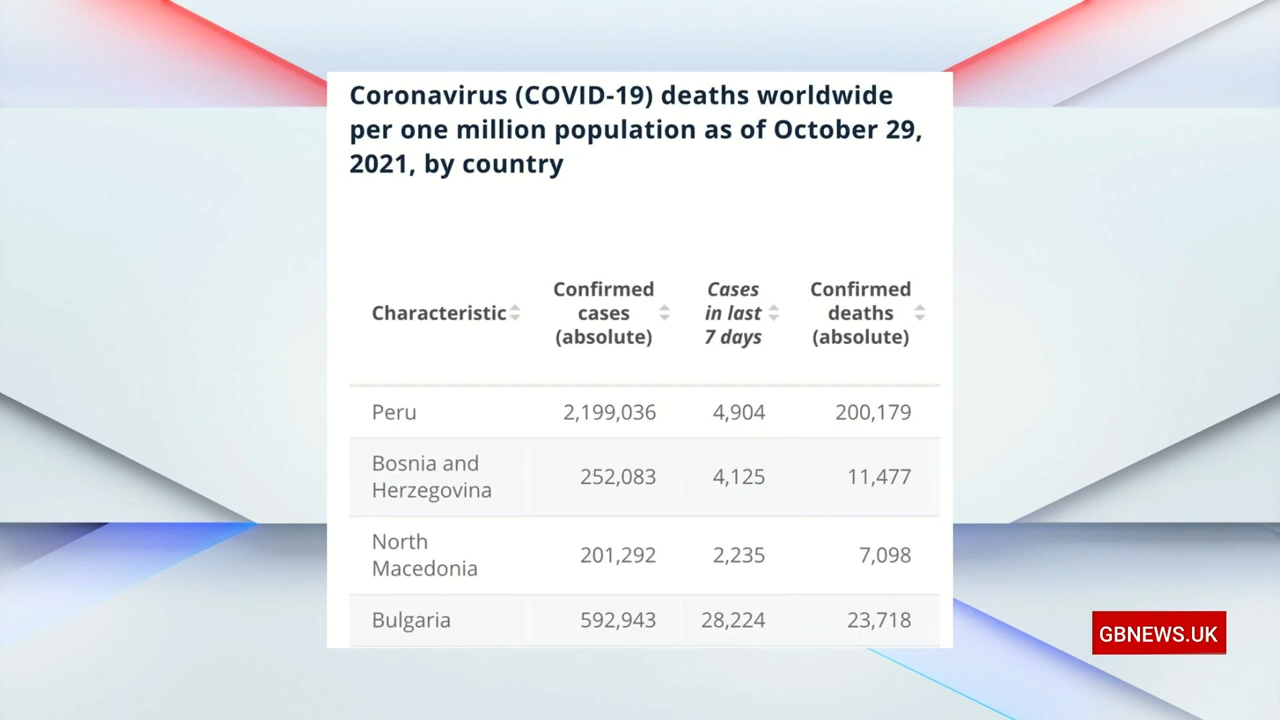 Coronavirus (COVID-19) deaths worldwide
per one million population as of October 29,
2021, by country
Characteristic
Confirmed
cases
(absolute)
Cases
in last
7 days
Confirmed
deaths
(absolute)
Peru 2,199,036 4,904 200,179
Bosnia and
Herzegovina 252,083 4,125 11,477
North
Macedonia 201,292 2,235 7,098
Bulgaria 592,943 28,224 23,718
GBNEWS.UK